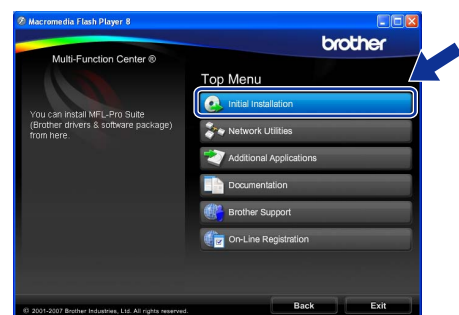 Macromedia Flash Player 8
brother
Multi-Function Center ®
Top Menu
You can install MFL-Pro Suite
(Brother drivers & software package)
from here.
Initial Installation
Network Utilities
Additional Applications
Documentation
Brother Support
On-Line Registration
© 2001-2007 Brother Industries, Ltd. All rights reserved.
Back
Exit